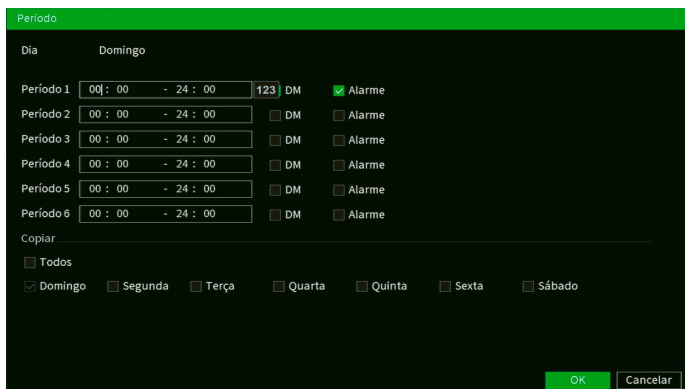 Período
Dia Domingo
Período 1 00: 00 - 24: 00 123 DM Alarme
Período 2 00: 00 - 24: 00 DM Alarme
Período 3 00: 00 - 24: 00 DM Alarme
Período 4 00: 00 - 24: 00 DM Alarme
Período 5 00: 00 - 24: 00 DM Alarme
Período 6 00: 00 - 24: 00 DM Alarme
Copiar
Todos
Domingo Segunda Terça Quarta Quinta Sexta Sábado
OK Cancelar